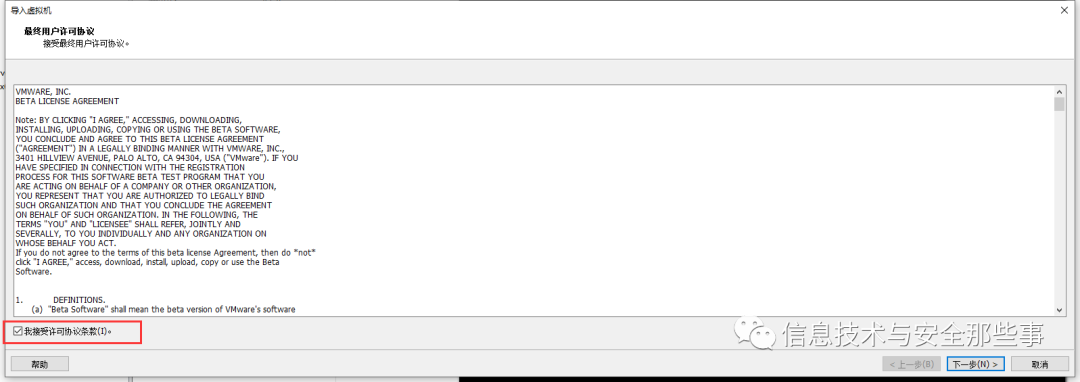 导入虚拟机
最终用户许可协议
接受最终用户许可协议。
VMWARE, INC.
BETA LICENSE AGREEMENT
Note: BY CLICKING "I AGREE," ACCESSING, DOWNLOADING,
INSTALLING, UPLOADING, COPYING OR USING THE BETA SOFTWARE,
YOU CONCLUDE AND AGREE TO THIS BETA LICENSE AGREEMENT
("AGREEMENT") IN A LEGALLY BINDING MANNER WITH VMWARE, INC.,
3401 HILLVIEW AVENUE, PALO ALTO, CA 94304, USA ("VMware"). IF YOU
HAVE SPECIFIED IN CONNECTION WITH THE REGISTRATION
PROCESS FOR THIS SOFTWARE BETA TEST PROGRAM THAT YOU
ARE ACTING ON BEHALF OF A COMPANY OR OTHER ORGANIZATION,
YOU REPRESENT THAT YOU ARE AUTHORIZED TO LEGALLY BIND
SUCH ORGANIZATION AND THAT YOU CONCLUDE THE AGREEMENT
ON BEHALF OF SUCH ORGANIZATION. IN THE FOLLOWING, THE
TERMS "YOU" AND "LICENSEE" SHALL REFER, JOINTLY AND
SEVERALLY, TO YOU INDIVIDUALLY AND ANY ORGANIZATION ON
WHOSE BEHALF YOU ACT.
If you do not agree to the terms of this beta license Agreement, then do *not*
click "I AGREE," access, download, install, upload, copy or use the Beta
Software.
1. DEFINITIONS.
(a) "Beta Software" shall mean the beta version of VMware's software
我接受许可协议条款(I)。
信息技术与安全那些事
帮助
< 上一步(B)
下一步(N) >
取消